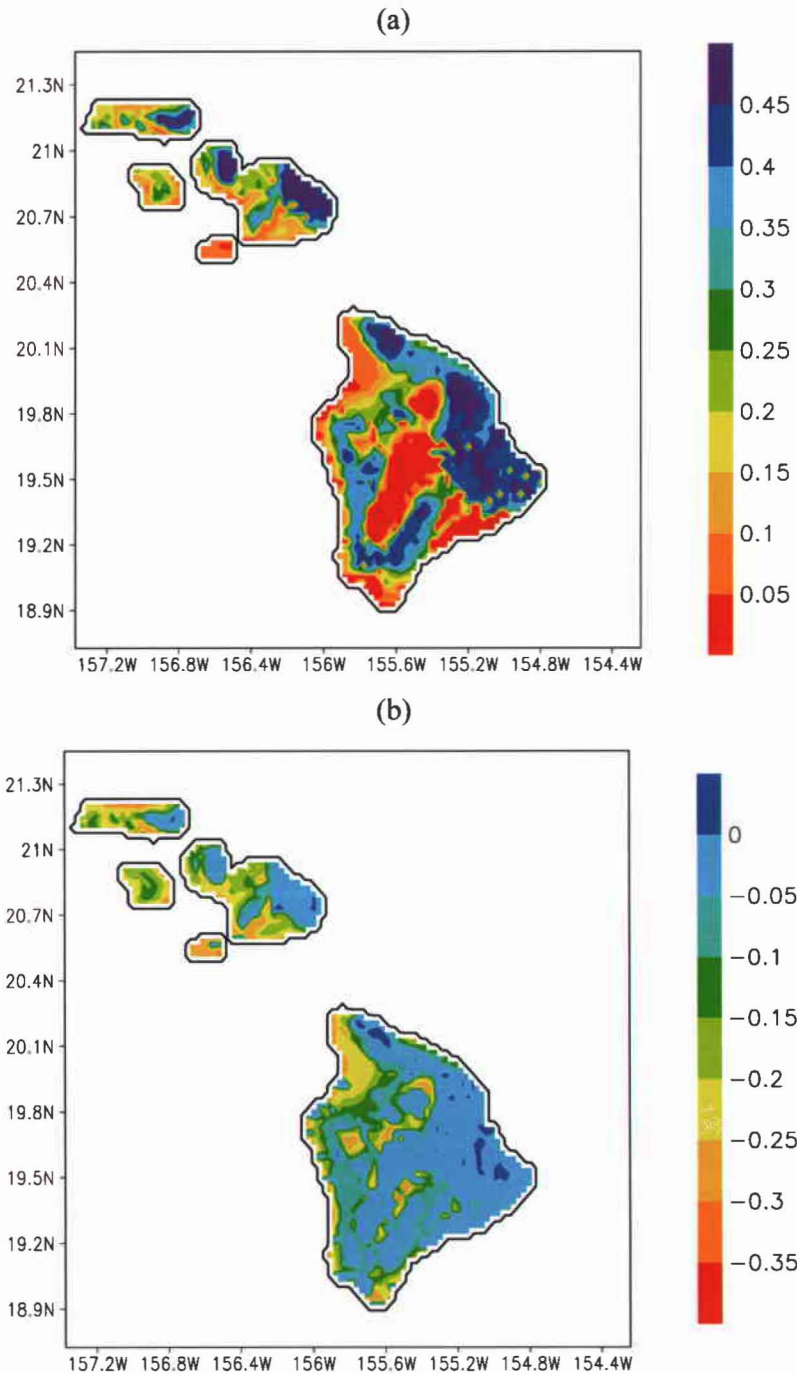 (a)
21.3N
21N
20.7N
20.4N
20.1N
19.8N
19.5N
19.2N
18.9N
157.2W 156.8W 156.4W 156W 155.6W 155.2W 154.8W 154.4W
0.45
0.4
0.35
0.3
0.25
0.2
0.15
0.1
0.05
(b)
21.3N
21N
20.7N
20.4N
20.1N
19.8N
19.5N
19.2N
18.9N
157.2W 156.8W 156.4W 156W 155.6W 155.2W 154.8W 154.4W
0
-0.05
-0.1
-0.15
-0.2
-0.25
-0.3
-0.35